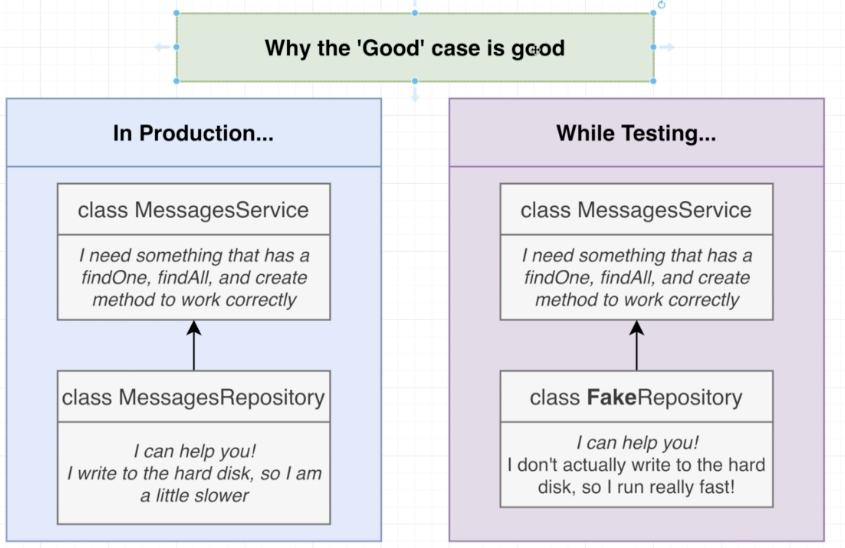 Why the 'Good' case is good
In Production...
class MessagesService
I need something that has a
findOne, findAll, and create
method to work correctly
class MessagesRepository
I can help you!
I write to the hard disk, so I am
a little slower
While Testing...
class MessagesService
I need something that has a
findOne, findAll, and create
method to work correctly
class FakeRepository
I can help you!
I don't actually write to the hard
disk, so I run really fast!